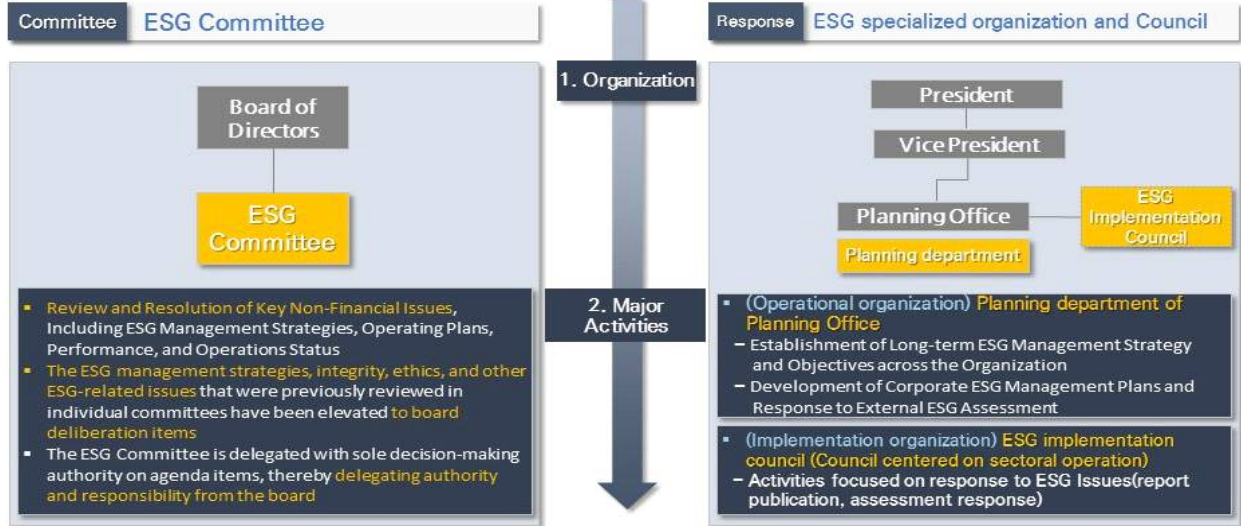 Committee
ESG Committee
Board of
Directors
ESG
Committee
▪ Review and Resolution of Key Non-Financial Issues,
Including ESG Management Strategies, Operating Plans,
Performance, and Operations Status
▪ The ESG management strategies, integrity, ethics, and other
ESG-related issues that were previously reviewed in
individual committees have been elevated to board
deliberation items
▪ The ESG Committee is delegated with sole decision-making
authority on agenda items, thereby delegating authority
and responsibility from the board
1. Organization
2. Major
Activities
Response
ESG specialized organization and Council
President
Vice President
Planning Office
Planning department
ESG
Implementation
Council
▪ (Operational organization) Planning department of
Planning Office
– Establishment of Long-term ESG Management Strategy
and Objectives across the Organization
– Development of Corporate ESG Management Plans and
Response to External ESG Assessment
▪ (Implementation organization) ESG implementation
council (Council centered on sectoral operation)
– Activities focused on response to ESG Issues(report
publication, assessment response)